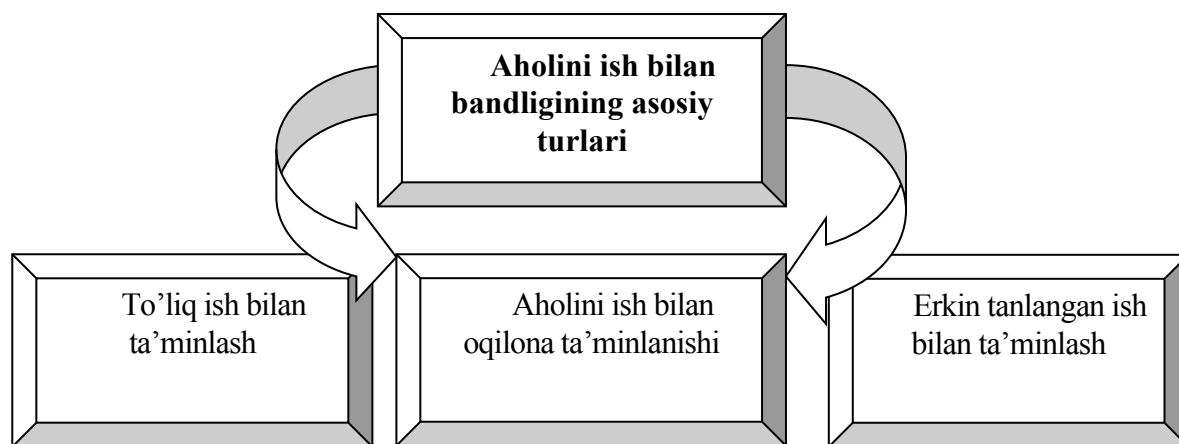 Aholini ish bilan
bandligining asosiy
turlari
To’liq ish bilan
ta’minlash
Aholini ish bilan
oqilona ta’minlanishi
Erkin tanlangan ish
bilan ta’minlash